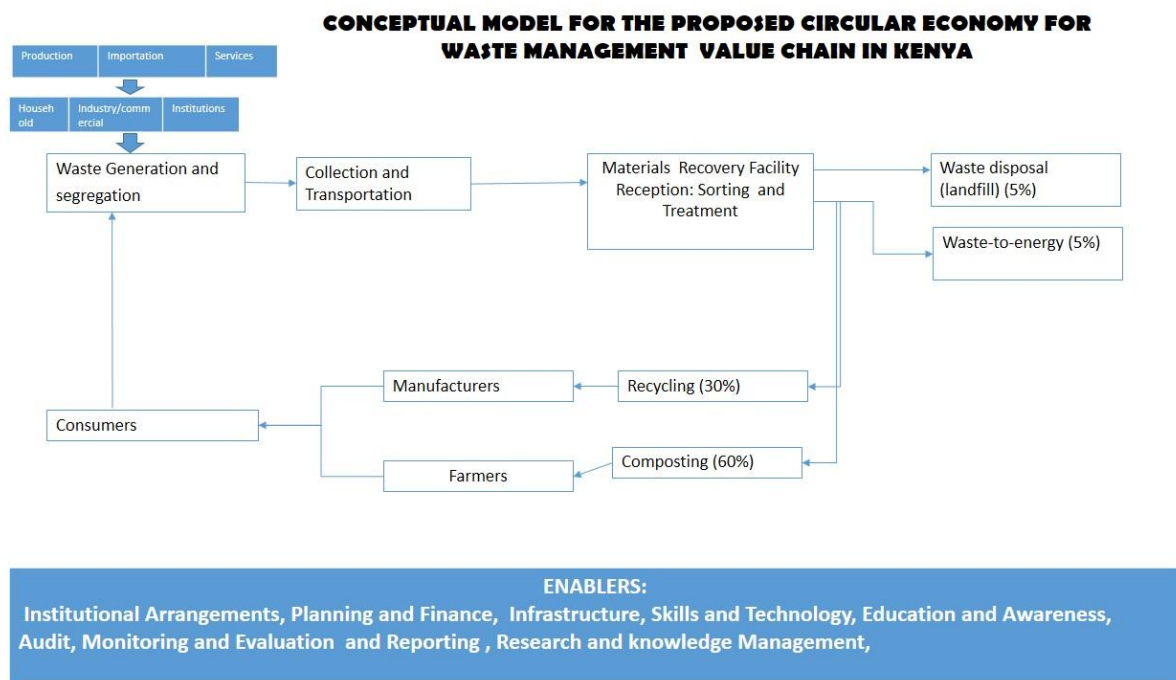 CONCEPTUAL MODEL FOR THE PROPOSED CIRCULAR ECONOMY FOR
WASTE MANAGEMENT VALUE CHAIN IN KENYA
Production
Importation
Services
Househ
old
Industry/comm
ercial
Institutions
Waste Generation and
segregation
Collection and
Transportation
Materials Recovery Facility
Reception: Sorting and
Treatment
Waste disposal
(landfill) (5%)
Waste-to-energy (5%)
Manufacturers
Recycling (30%)
Consumers
Farmers
Composting (60%)
ENABLERS:
Institutional Arrangements, Planning and Finance, Infrastructure, Skills and Technology, Education and Awareness,
Audit, Monitoring and Evaluation and Reporting , Research and knowledge Management,